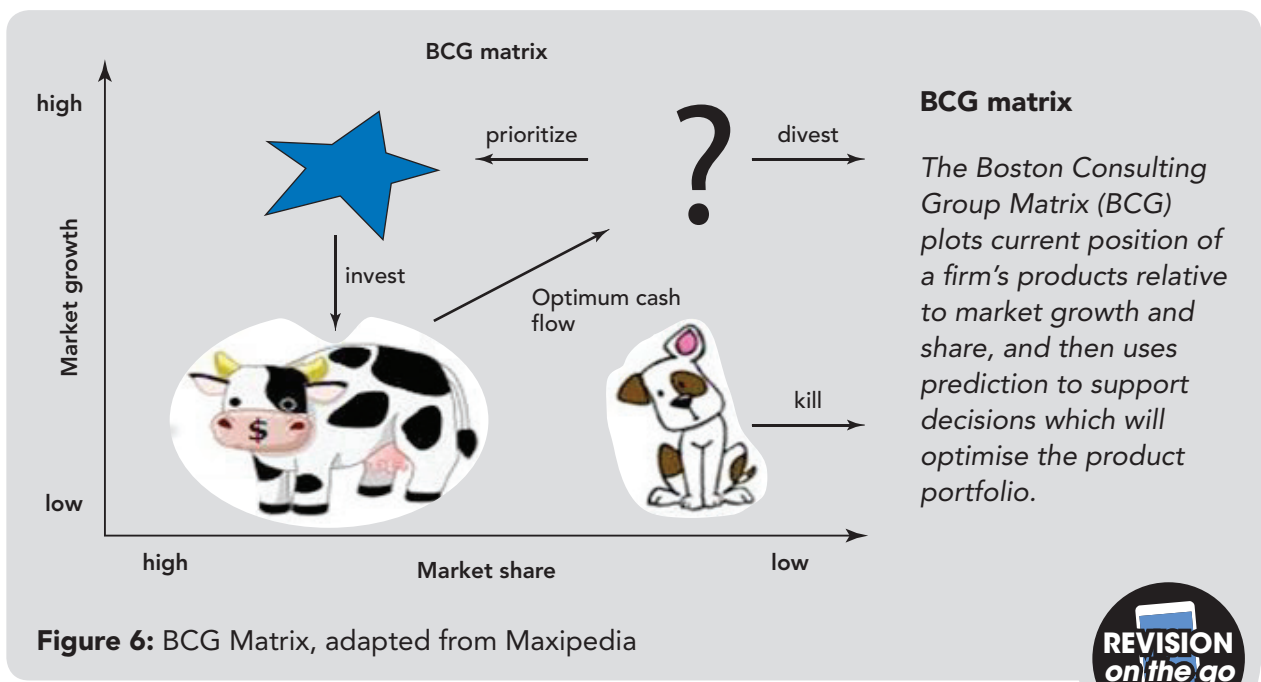 BCG matrix
high
prioritize
divest
Market growth
invest
Optimum cash
flow
$
kill
low
high
Market share
low
BCG matrix
The Boston Consulting
Group Matrix (BCG)
plots current position of
a firm's products relative
to market growth and
share, and then uses
prediction to support
decisions which will
optimise the product
portfolio.
Figure 6: BCG Matrix, adapted from Maxipedia
REVISION
on the go